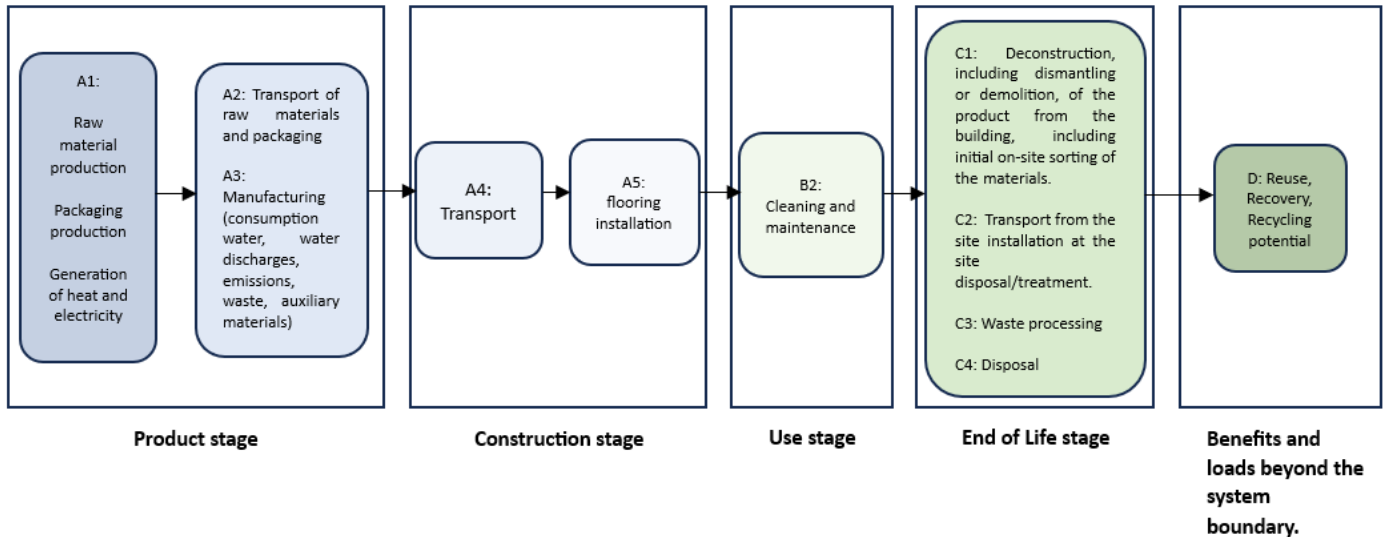 A1:
Raw
material
production
Packaging
production
Generation
of heat and
electricity
A2: Transport of
raw materials
and packaging
A3:
Manufacturing
(consumption
water, water
discharges,
emissions,
waste, auxiliary
materials)
A4:
Transport
A5:
flooring
installation
B2:
Cleaning and
maintenance
C1: Deconstruction,
including dismantling
or demolition, of the
product from the
building, including
initial on-site sorting of
the materials.
C2: Transport from the
site installation at the
site
disposal/treatment.
C3: Waste processing
C4: Disposal
D: Reuse,
Recovery,
Recycling
potential
Product stage
Construction stage
Use stage
End of Life stage
Benefits and
loads beyond the
system
boundary.